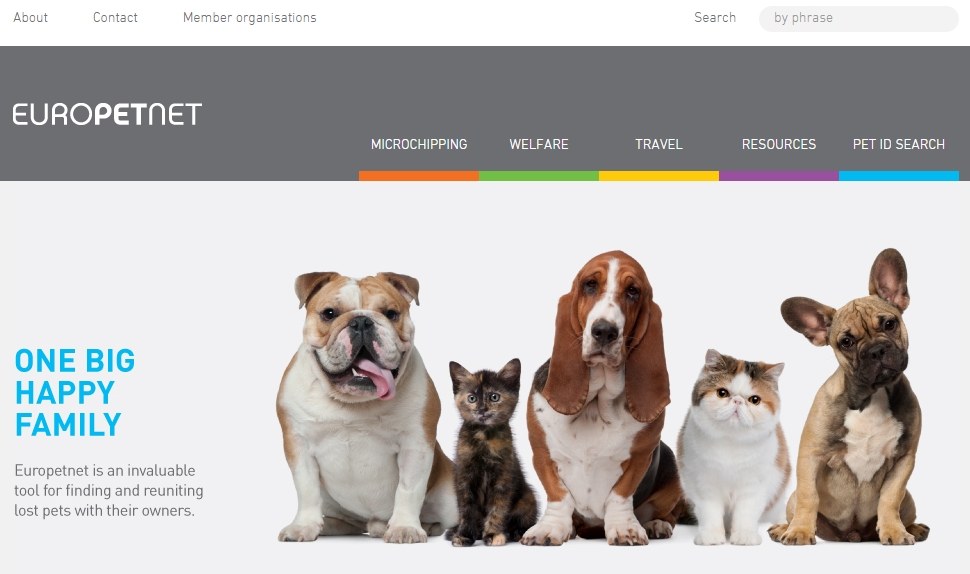 About Contact Member organisations Search by phrase
EUROPETNET
MICROCHIPPING WELFARE TRAVEL RESOURCES PET ID SEARCH
ONE BIG
HAPPY
FAMILY
Europetnet is an invaluable
tool for finding and reuniting
lost pets with their owners.